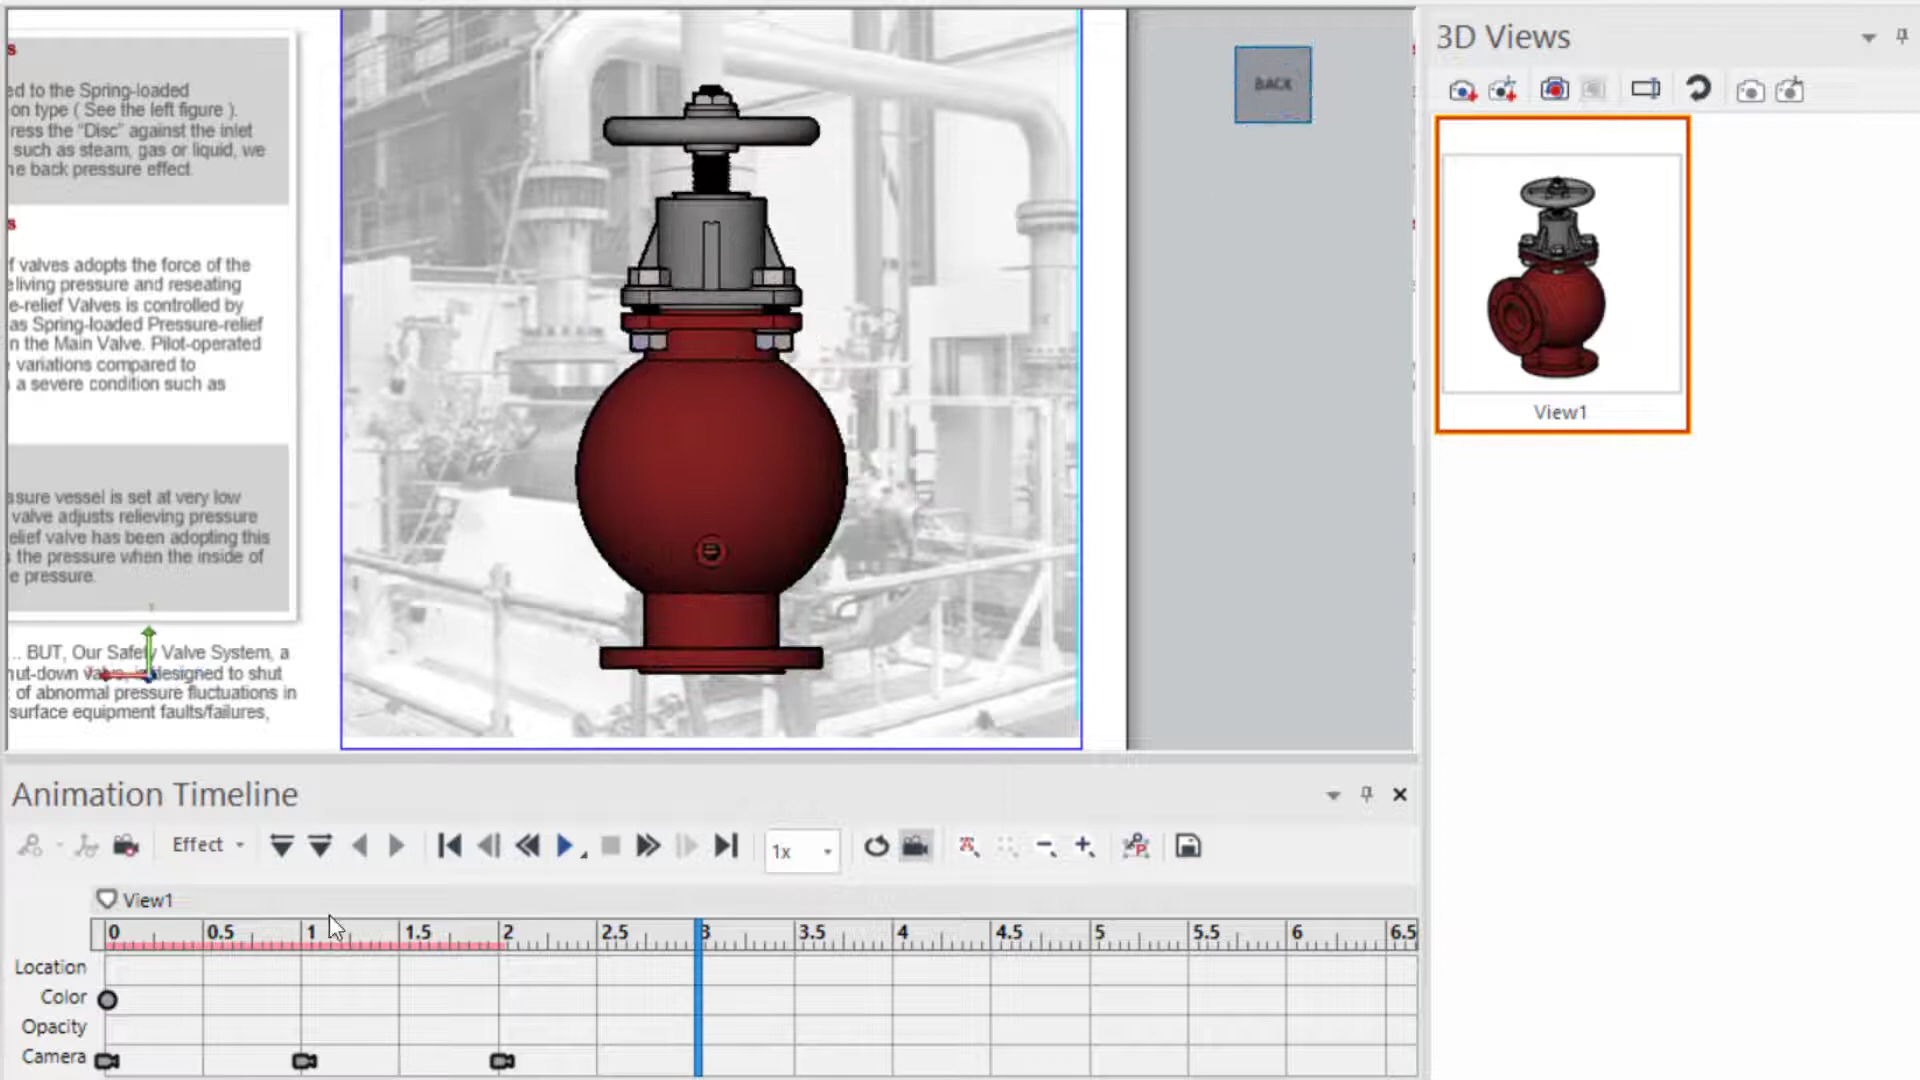 s
ed to the Spring-loaded
on type ( See the left figure ).
ress the “Disc” against the inlet
such as steam, gas or liquid, we
e back pressure effect.
s
f valves adopts the force of the
eliving pressure and reseating
e-relief Valves is controlled by
as Spring-loaded Pressure-relief
n the Main Valve. Pilot-operated
variations compared to
a severe condition such as
ssure vessel is set at very low
valve adjusts relieving pressure
elief valve has been adopting this
the pressure when the inside of
e pressure.
.. BUT, Our Safety Valve System, a
ut-down Valve, is designed to shut
of abnormal pressure fluctuations in
surface equipment faults/failures,
BACK
3D Views
View1
Animation Timeline
Effect
1x
View1
0 0.5 1 1.5 2 2.5 3 3.5 4 4.5 5 5.5 6 6.5
Location
Color
Opacity
Camera